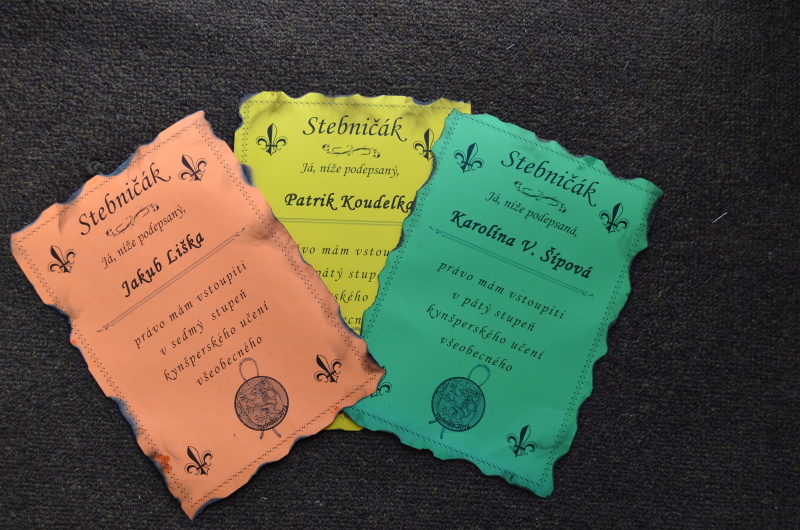 Stebničák
Já, níže podepsaný,
Jakub Liška
právo mám vstoupiti
v sedmý stupeň
kynšperského učení
všeobecného
Stebničák
Já, níže podepsaný,
Patrik Koudelka
pátý
Stebničák
Já, níže podepsaná,
Karolína V. Šípová
právo mám vstoupiti
v pátý stupeň
kynšperského učení
všeobecného